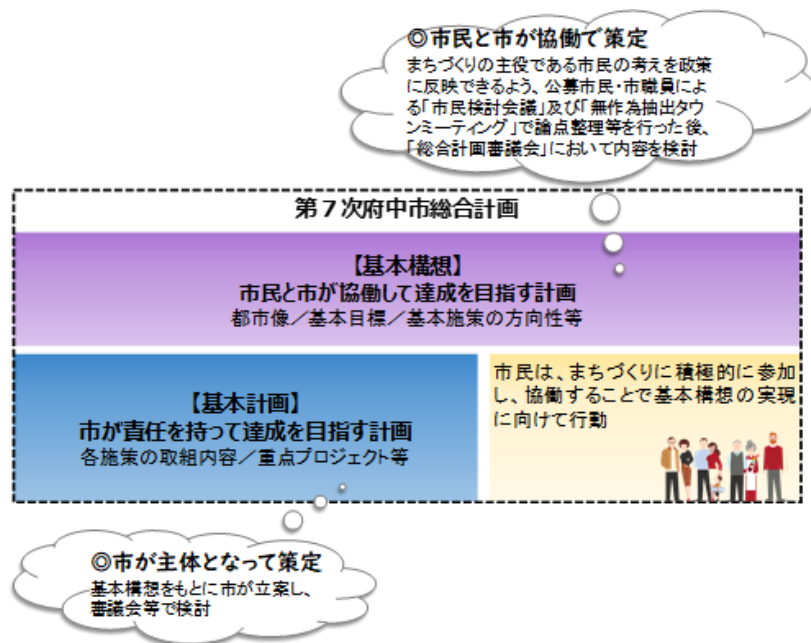 ◎市民と市が協働で策定
まちづくりの主役である市民の考えを政策
に反映できるよう、公募市民・市職員によ
る「市民検討会議」及び「無作為抽出タウ
ンミーティング」で論点整理等を行った後、
「総合計画審議会」において内容を検討
第７次府中市総合計画
【基本構想】
市民と市が協働して達成を目指す計画
都市像／基本目標／基本施策の方向性等
【基本計画】
市が責任を持って達成を目指す計画
各施策の取組内容／重点プロジェクト等
市民は、まちづくりに積極的に参加
し、協働することで基本構想の実現
に向けて行動
◎市が主体となって策定
基本構想をもとに市が立案し、
審議会等で検討